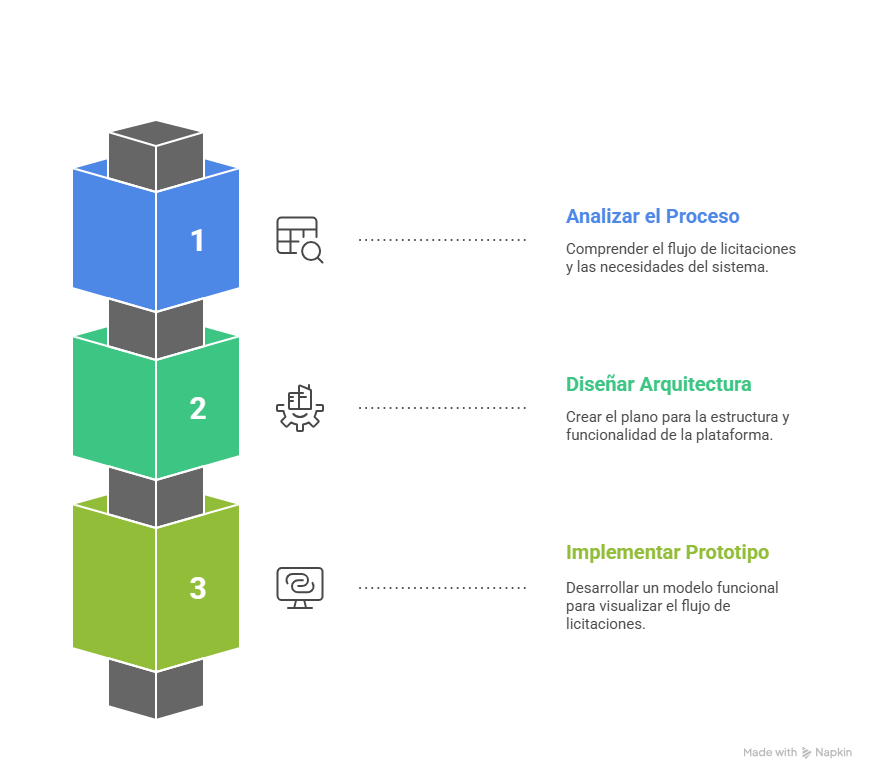 1
Analizar el Proceso
Comprender el flujo de licitaciones
y las necesidades del sistema.
2
Diseñar Arquitectura
Crear el plano para la estructura y
funcionalidad de la plataforma.
3
Implementar Prototipo
Desarrollar un modelo funcional
para visualizar el flujo de
licitaciones.
Made with Napkin